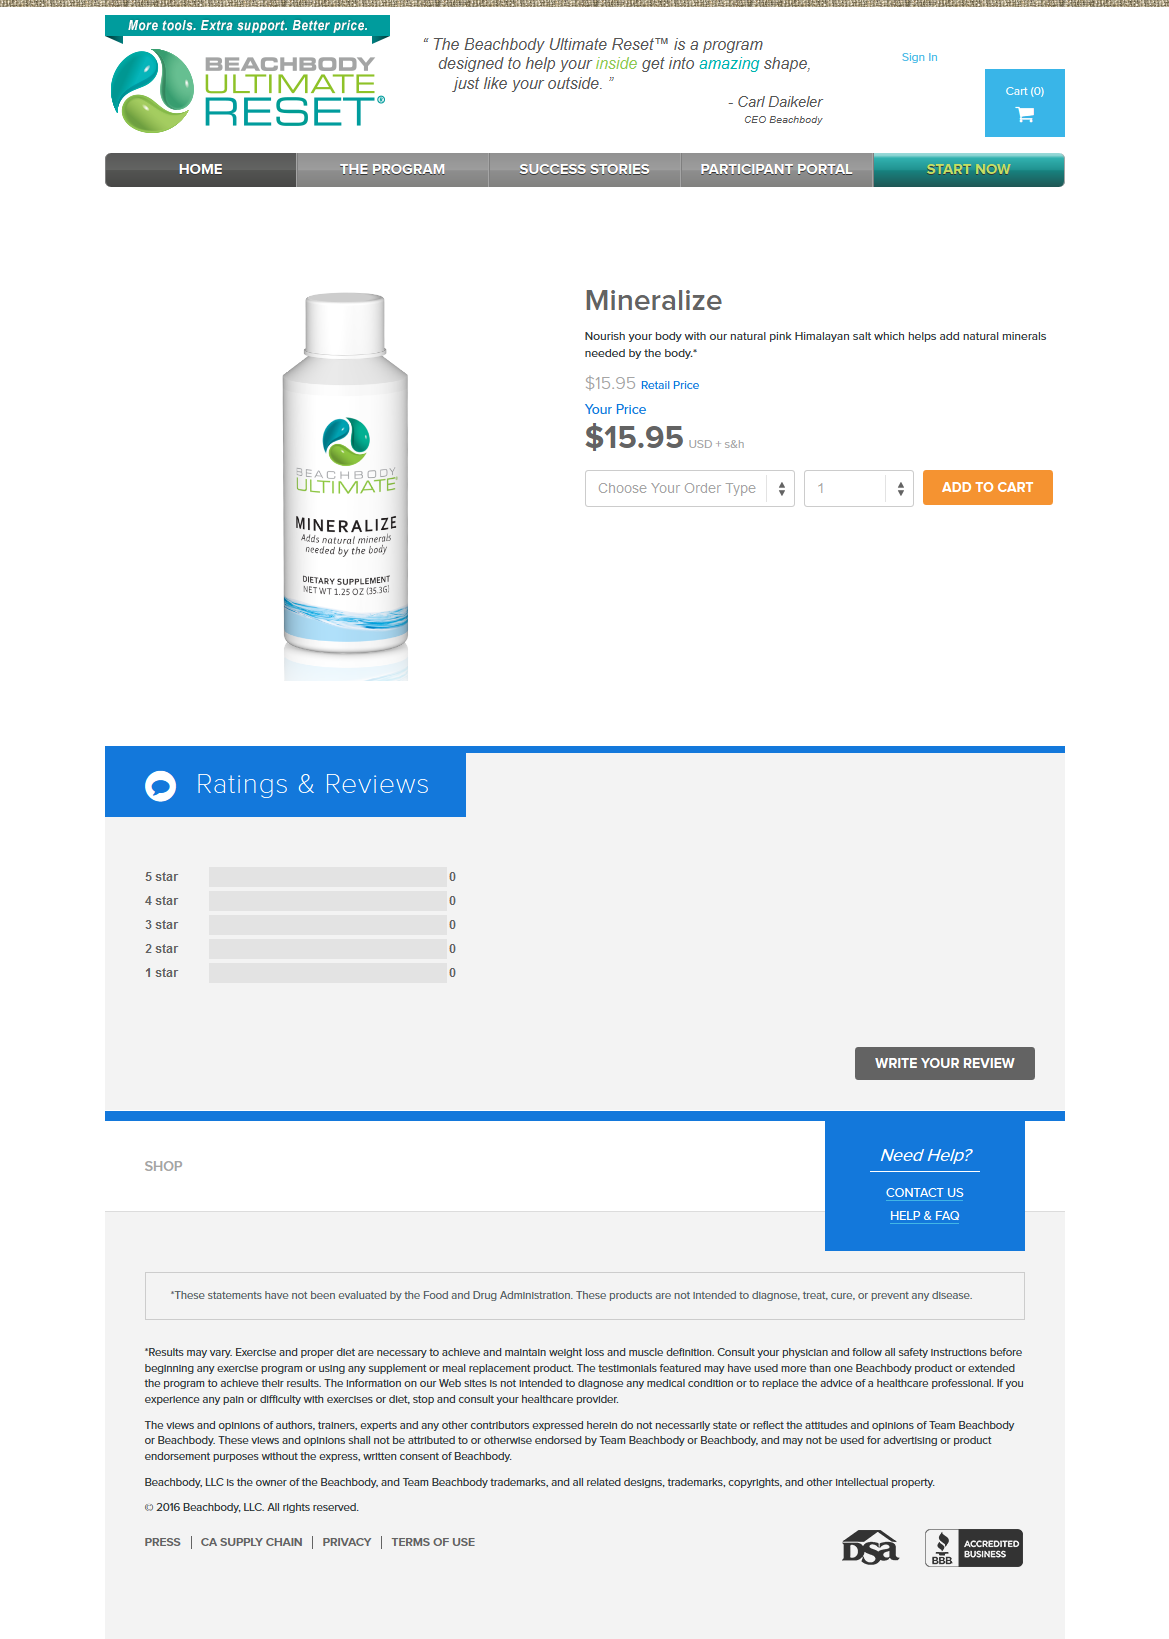 More tools. Extra support. Better price.
BEACHBODY
ULTIMATE
RESET®
“ The Beachbody Ultimate Reset™ is a program
designed to help your inside get into amazing shape,
just like your outside. ”
- Carl Daikeler
CEO Beachbody
Sign In
Cart (0)
HOME
THE PROGRAM
SUCCESS STORIES
PARTICIPANT PORTAL
START NOW
BEACHBODY
ULTIMATE
MINERALIZE
Adds natural minerals
needed by the body
DIETARY SUPPLEMENT
NET WT 1.25 OZ (35.3G)
Mineralize
Nourish your body with our natural pink Himalayan salt which helps add natural minerals
needed by the body.*
$15.95 Retail Price
Your Price
$15.95 USD + s&h
Choose Your Order Type
1
ADD TO CART
Ratings & Reviews
5 star 0
4 star 0
3 star 0
2 star 0
1 star 0
WRITE YOUR REVIEW
SHOP
Need Help?
CONTACT US
HELP & FAQ
*These statements have not been evaluated by the Food and Drug Administration. These products are not intended to diagnose, treat, cure, or prevent any disease.
*Results may vary. Exercise and proper diet are necessary to achieve and maintain weight loss and muscle definition. Consult your physician and follow all safety instructions before
beginning any exercise program or using any supplement or meal replacement product. The testimonials featured may have used more than one Beachbody product or extended
the program to achieve their results. The information on our Web sites is not intended to diagnose any medical condition or to replace the advice of a healthcare professional. If you
experience any pain or difficulty with exercises or diet, stop and consult your healthcare provider.
The views and opinions of authors, trainers, experts and any other contributors expressed herein do not necessarily state or reflect the attitudes and opinions of Team Beachbody
or Beachbody. These views and opinions shall not be attributed to or otherwise endorsed by Team Beachbody or Beachbody, and may not be used for advertising or product
endorsement purposes without the express, written consent of Beachbody.
Beachbody, LLC is the owner of the Beachbody, and Team Beachbody trademarks, and all related designs, trademarks, copyrights, and other intellectual property.
© 2016 Beachbody, LLC. All rights reserved.
PRESS | CA SUPPLY CHAIN | PRIVACY | TERMS OF USE
DSA
BBB
ACCREDITED
BUSINESS